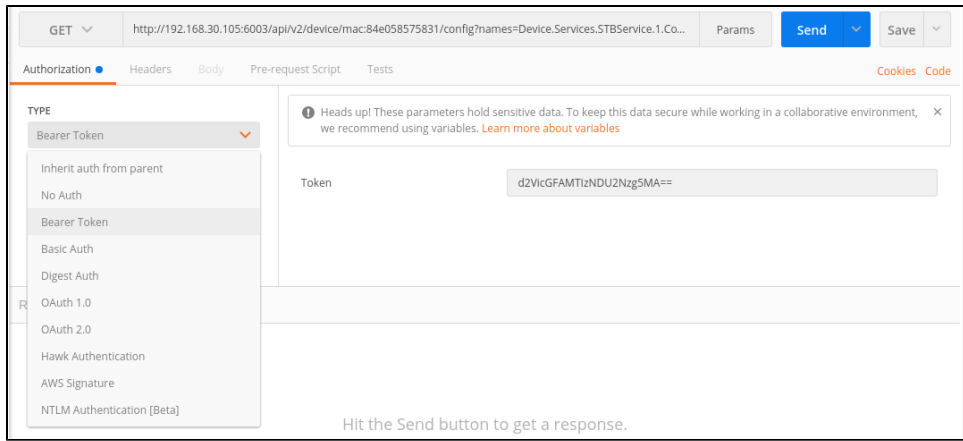 GET http://192.168.30.105:6003/api/v2/device/mac:84e058575831/config?names=Device.Services.STBService.1.Co... Params Send Save
Authorization Headers Body Pre-request Script Tests Cookies Code
TYPE
Bearer Token
Inherit auth from parent
No Auth
Bearer Token
Basic Auth
Digest Auth
OAuth 1.0
OAuth 2.0
Hawk Authentication
AWS Signature
NTLM Authentication [Beta]
Heads up! These parameters hold sensitive data. To keep this data secure while working in a collaborative environment,
we recommend using variables. Learn more about variables
Token d2VicGFAMTIzNDU2Nzg5MA==
R
Hit the Send button to get a response.